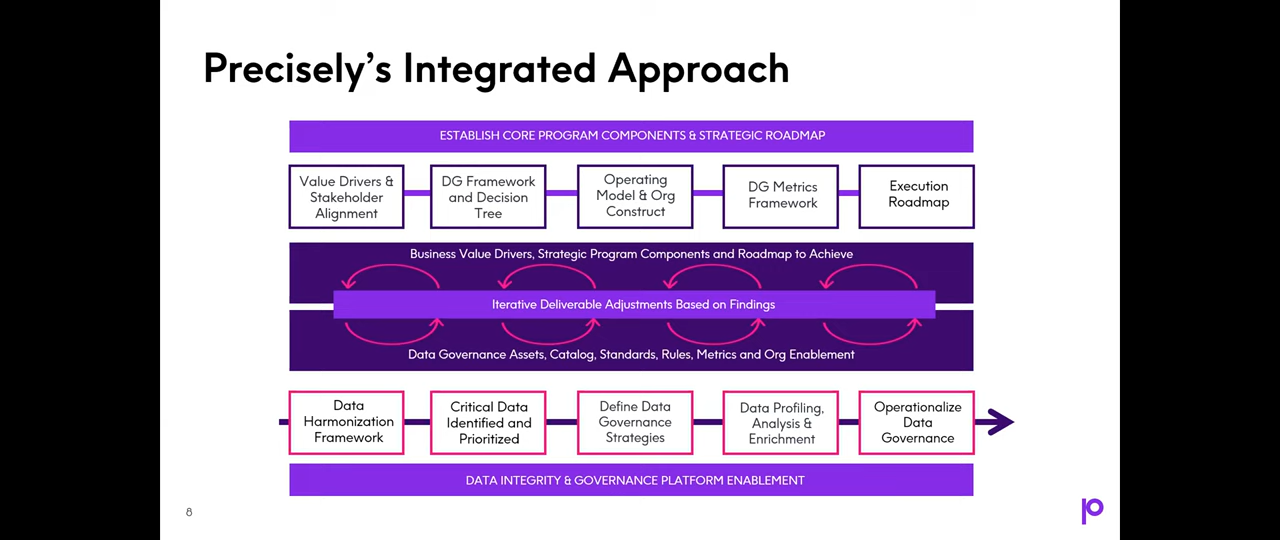 Precisely’s Integrated Approach
ESTABLISH CORE PROGRAM COMPONENTS & STRATEGIC ROADMAP
Value Drivers &
Stakeholder
Alignment
DG Framework
and Decision
Tree
Operating
Model & Org
Construct
DG Metrics
Framework
Execution
Roadmap
Business Value Drivers, Strategic Program Components and Roadmap to Achieve
Iterative Deliverable Adjustments Based on Findings
Data Governance Assets, Catalog, Standards, Rules, Metrics and Org Enablement
Data
Harmonization
Framework
Critical Data
Identified and
Prioritized
Define Data
Governance
Strategies
Data Profiling,
Analysis &
Enrichment
Operationalize
Data
Governance
DATA INTEGRITY & GOVERNANCE PLATFORM ENABLEMENT
8